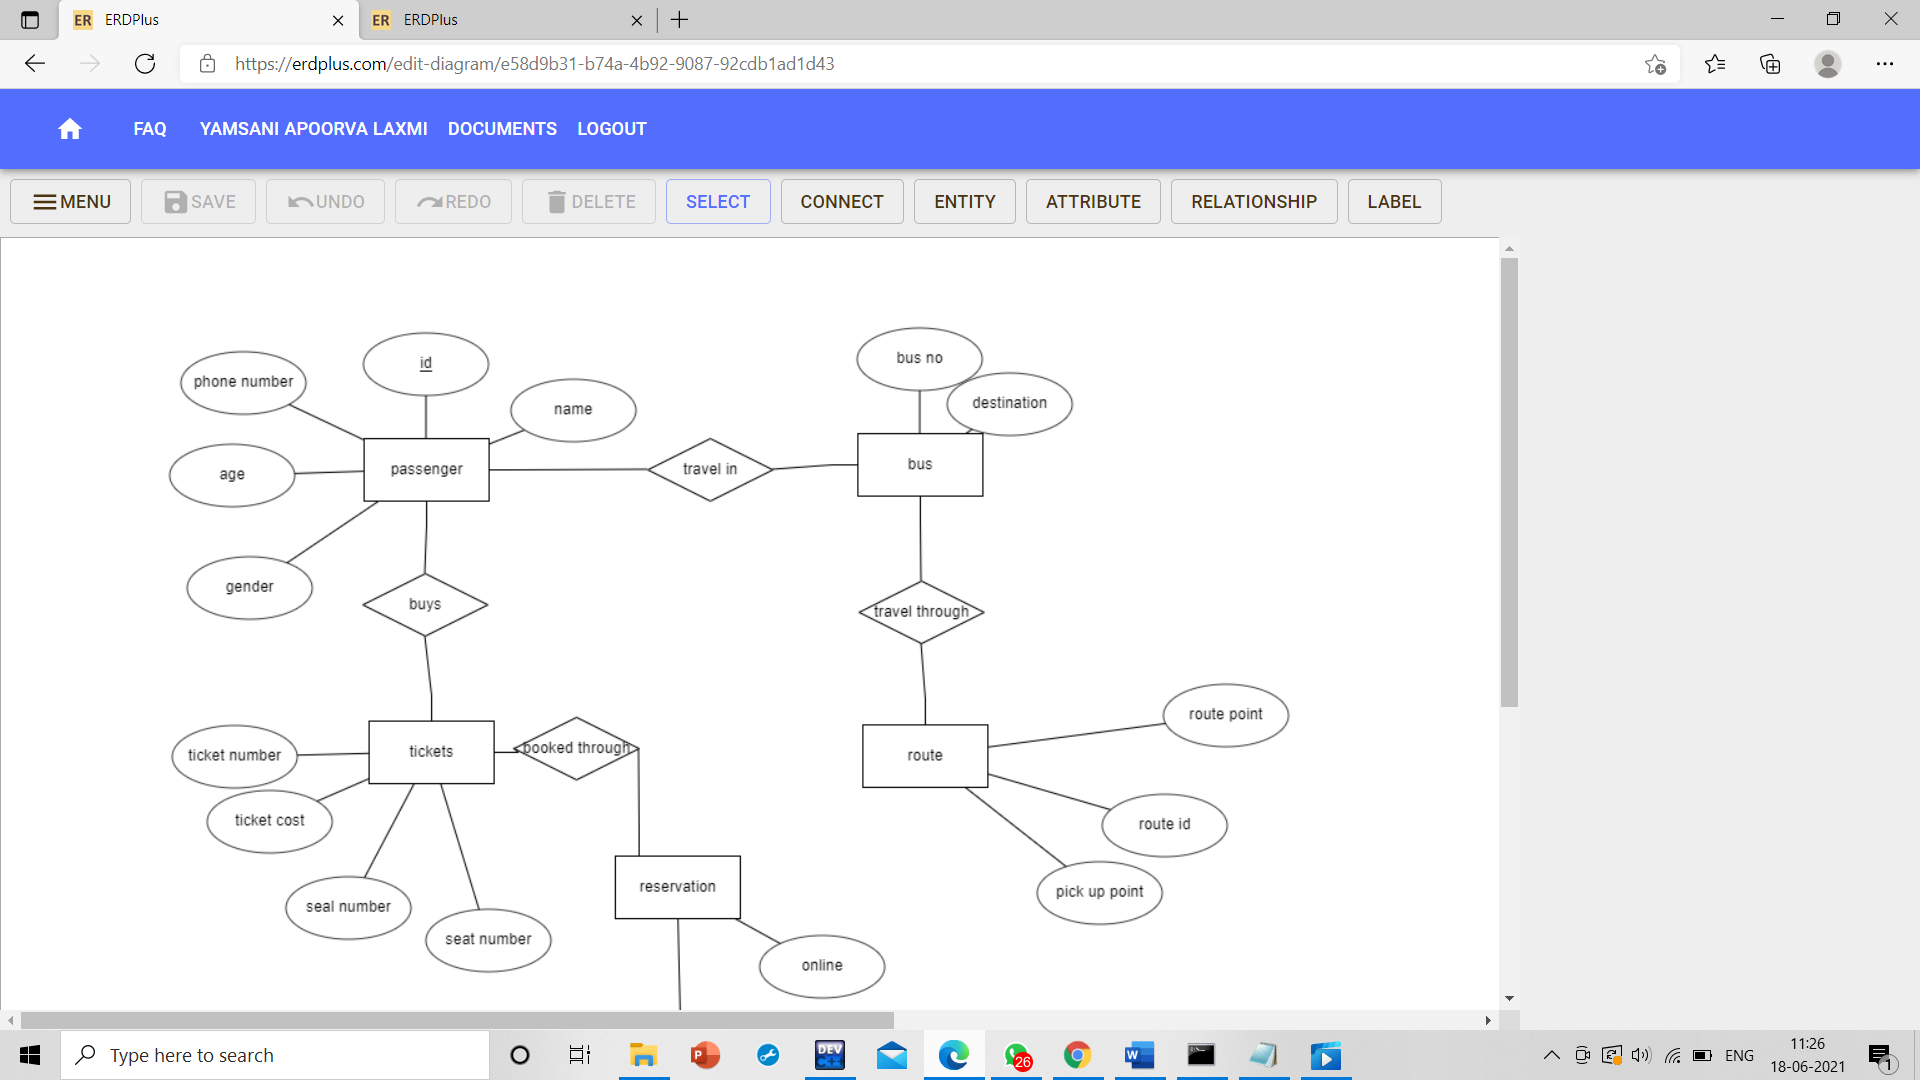 ER ERDPlus
ER ERDPlus
https://erdplus.com/edit-diagram/e58d9b31-b74a-4b92-9087-92cdb1ad1d43
FAQ YAMSANI APOORVA LAXMI DOCUMENTS LOGOUT
MENU SAVE UNDO REDO DELETE SELECT CONNECT ENTITY ATTRIBUTE RELATIONSHIP LABEL
id
bus no
phone number
name
destination
passenger
travel in
bus
age
gender
buys
travel through
route point
ticket number
tickets
booked through
route
ticket cost
route id
reservation
pick up point
seal number
seat number
online
Type here to search
DEV
C++
26
ENG
11:26
18-06-2021
1